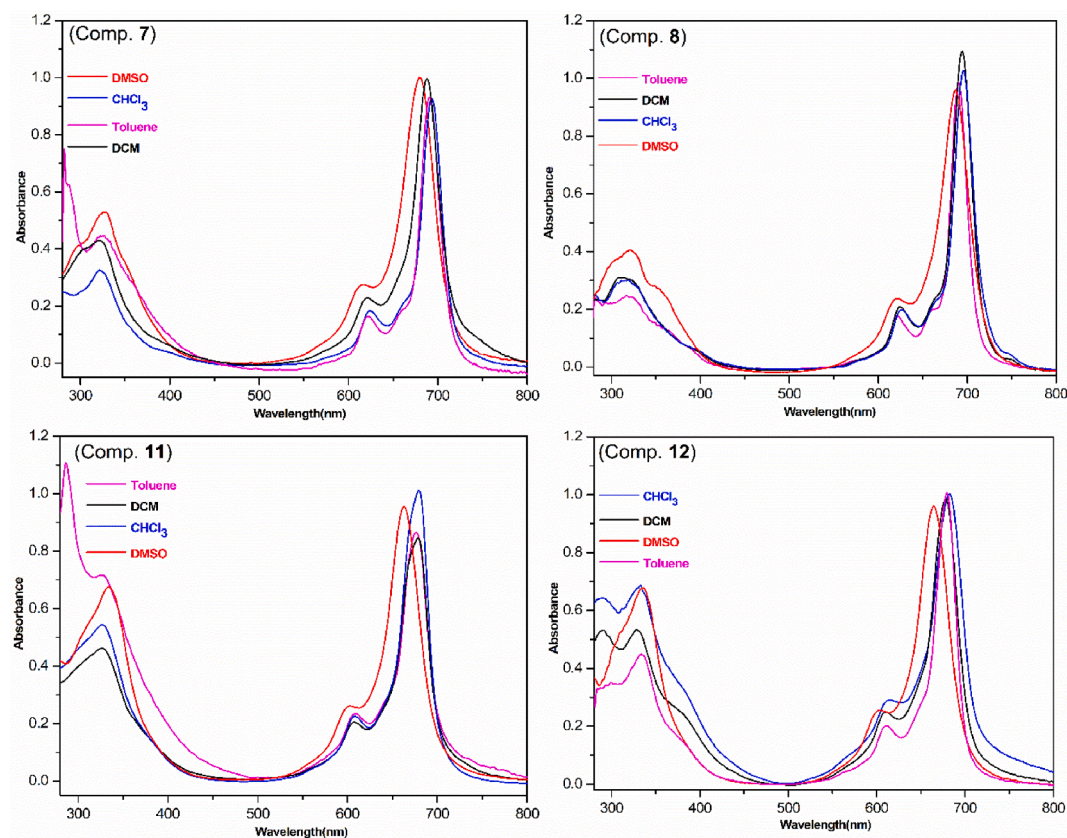 (Comp. 7)
DMSO
CHCl3
Toluene
DCM
Absorbance
1.2
1.0
0.8
0.6
0.4
0.2
0.0
300 400 500 600 700 800
Wavelength(nm)
(Comp. 8)
Toluene
DCM
CHCl3
DMSO
Absorbance
1.2
1.0
0.8
0.6
0.4
0.2
0.0
300 400 500 600 700 800
Wavelength(nm)
(Comp. 11)
Toluene
DCM
CHCl3
DMSO
Absorbance
1.2
1.0
0.8
0.6
0.4
0.2
0.0
300 400 500 600 700 800
Wavelength(nm)
(Comp. 12)
CHCl3
DCM
DMSO
Toluene
Absorbance
1.2
1.0
0.8
0.6
0.4
0.2
0.0
300 400 500 600 700 800
Wavelength(nm)